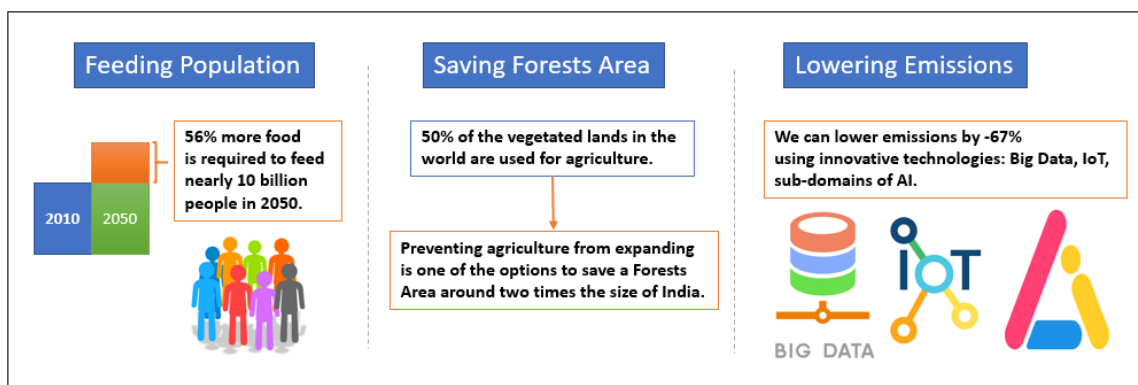 Feeding Population
56% more food
is required to feed
nearly 10 billion
people in 2050.
2010
2050
Saving Forests Area
50% of the vegetated lands in the
world are used for agriculture.
Preventing agriculture from expanding
is one of the options to save a Forests
Area around two times the size of India.
Lowering Emissions
We can lower emissions by -67%
using innovative technologies: Big Data, IoT,
sub-domains of AI.
BIG DATA
IoT